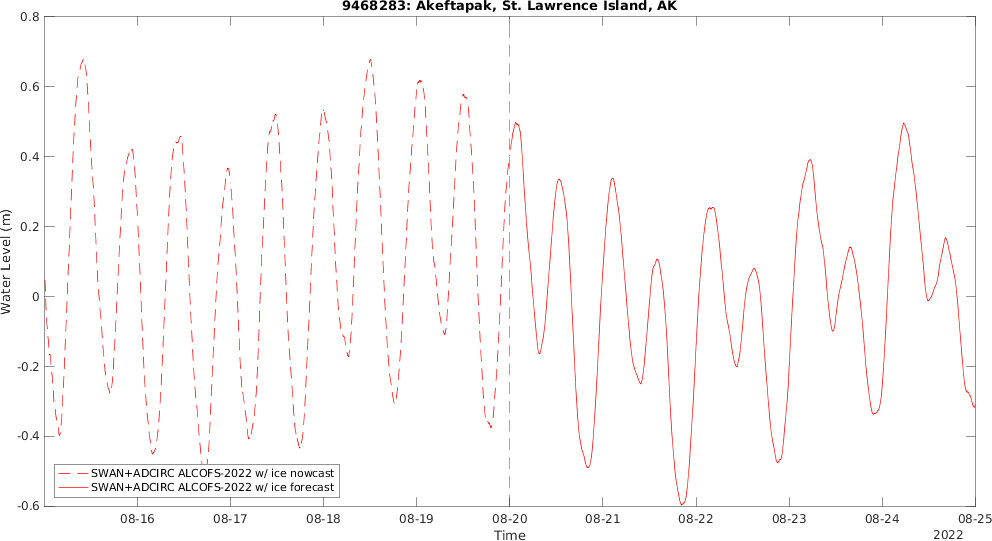 9468283: Akeftapak, St. Lawrence Island, AK
0.8
0.6
0.4
0.2
0
-0.2
-0.4
-0.6
Water Level (m)
SWAN+ADCIRC ALCOFS-2022 w/ ice nowcast
SWAN+ADCIRC ALCOFS-2022 w/ ice forecast
08-16 08-17 08-18 08-19 08-20 08-21 08-22 08-23 08-24 08-25
Time
2022